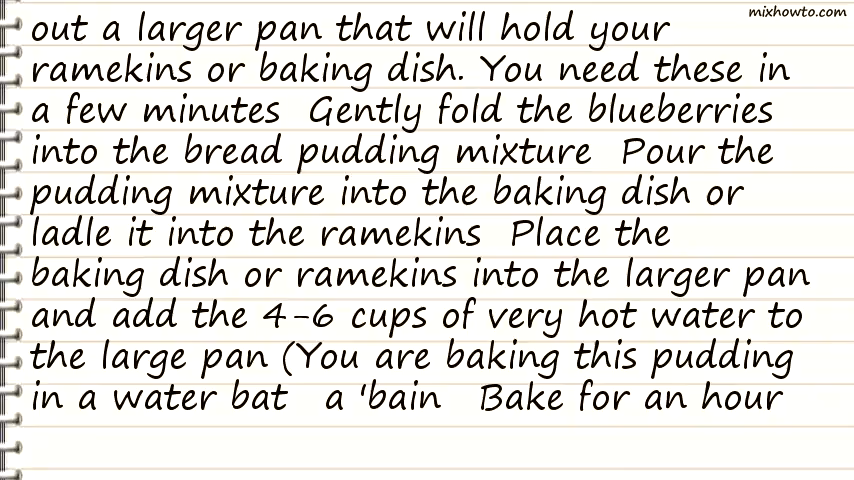 mixhowto.com
out a larger pan that will hold your
ramekins or baking dish. You need these in
a few minutes  Gently fold the blueberries
into the bread pudding mixture  Pour the
pudding mixture into the baking dish or
ladle it into the ramekins  Place the
baking dish or ramekins into the larger pan
and add the 4-6 cups of very hot water to
the large pan (You are baking this pudding
in a water bat   a 'bain   Bake for an hour